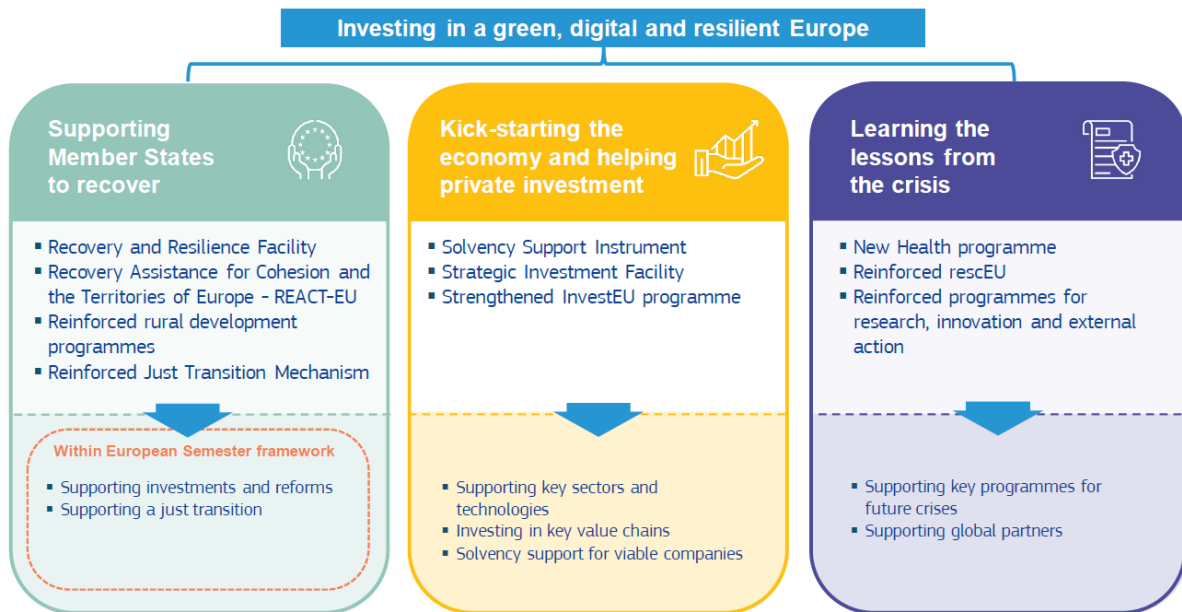 Investing in a green, digital and resilient Europe
Supporting
Member States
to recover
▪ Recovery and Resilience Facility
▪ Recovery Assistance for Cohesion and
the Territories of Europe – REACT-EU
▪ Reinforced rural development
programmes
▪ Reinforced Just Transition Mechanism
Within European Semester framework
▪ Supporting investments and reforms
▪ Supporting a just transition
Kick-starting the
economy and helping
private investment
▪ Solvency Support Instrument
▪ Strategic Investment Facility
▪ Strengthened InvestEU programme
▪ Supporting key sectors and
technologies
▪ Investing in key value chains
▪ Solvency support for viable companies
Learning the
lessons from
the crisis
▪ New Health programme
▪ Reinforced rescEU
▪ Reinforced programmes for
research, innovation and external
action
▪ Supporting key programmes for
future crises
▪ Supporting global partners